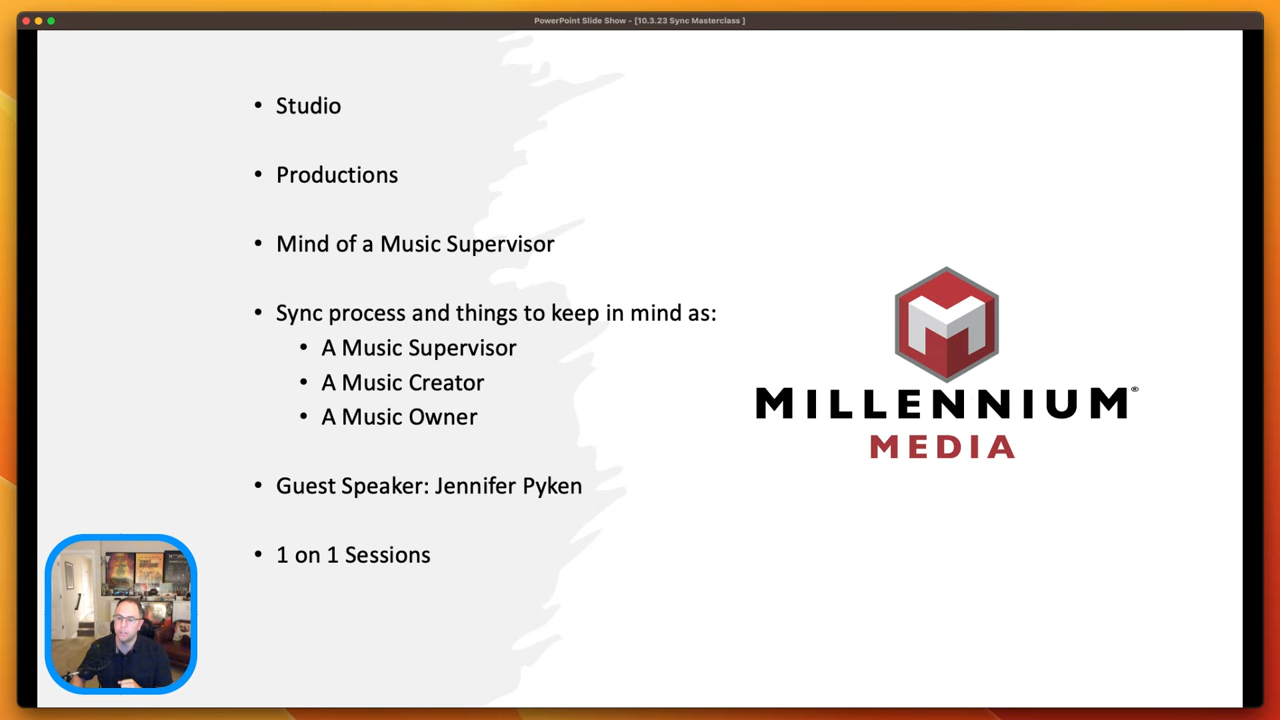 PowerPoint Slide Show - [10.3.23 Sync Masterclass ]
• Studio
• Productions
• Mind of a Music Supervisor
• Sync process and things to keep in mind as:
• A Music Supervisor
• A Music Creator
• A Music Owner
• Guest Speaker: Jennifer Pyken
• 1 on 1 Sessions
MILLENNIUM®
MEDIA